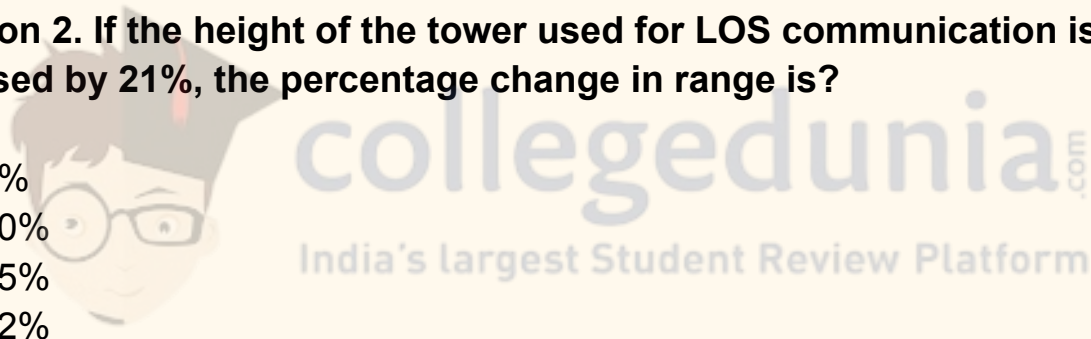 on 2. If the height of the tower used for LOS communication is
sed by 21%, the percentage change in range is?
collegedunia.com
India's largest Student Review Platform
%
0%
5%
2%